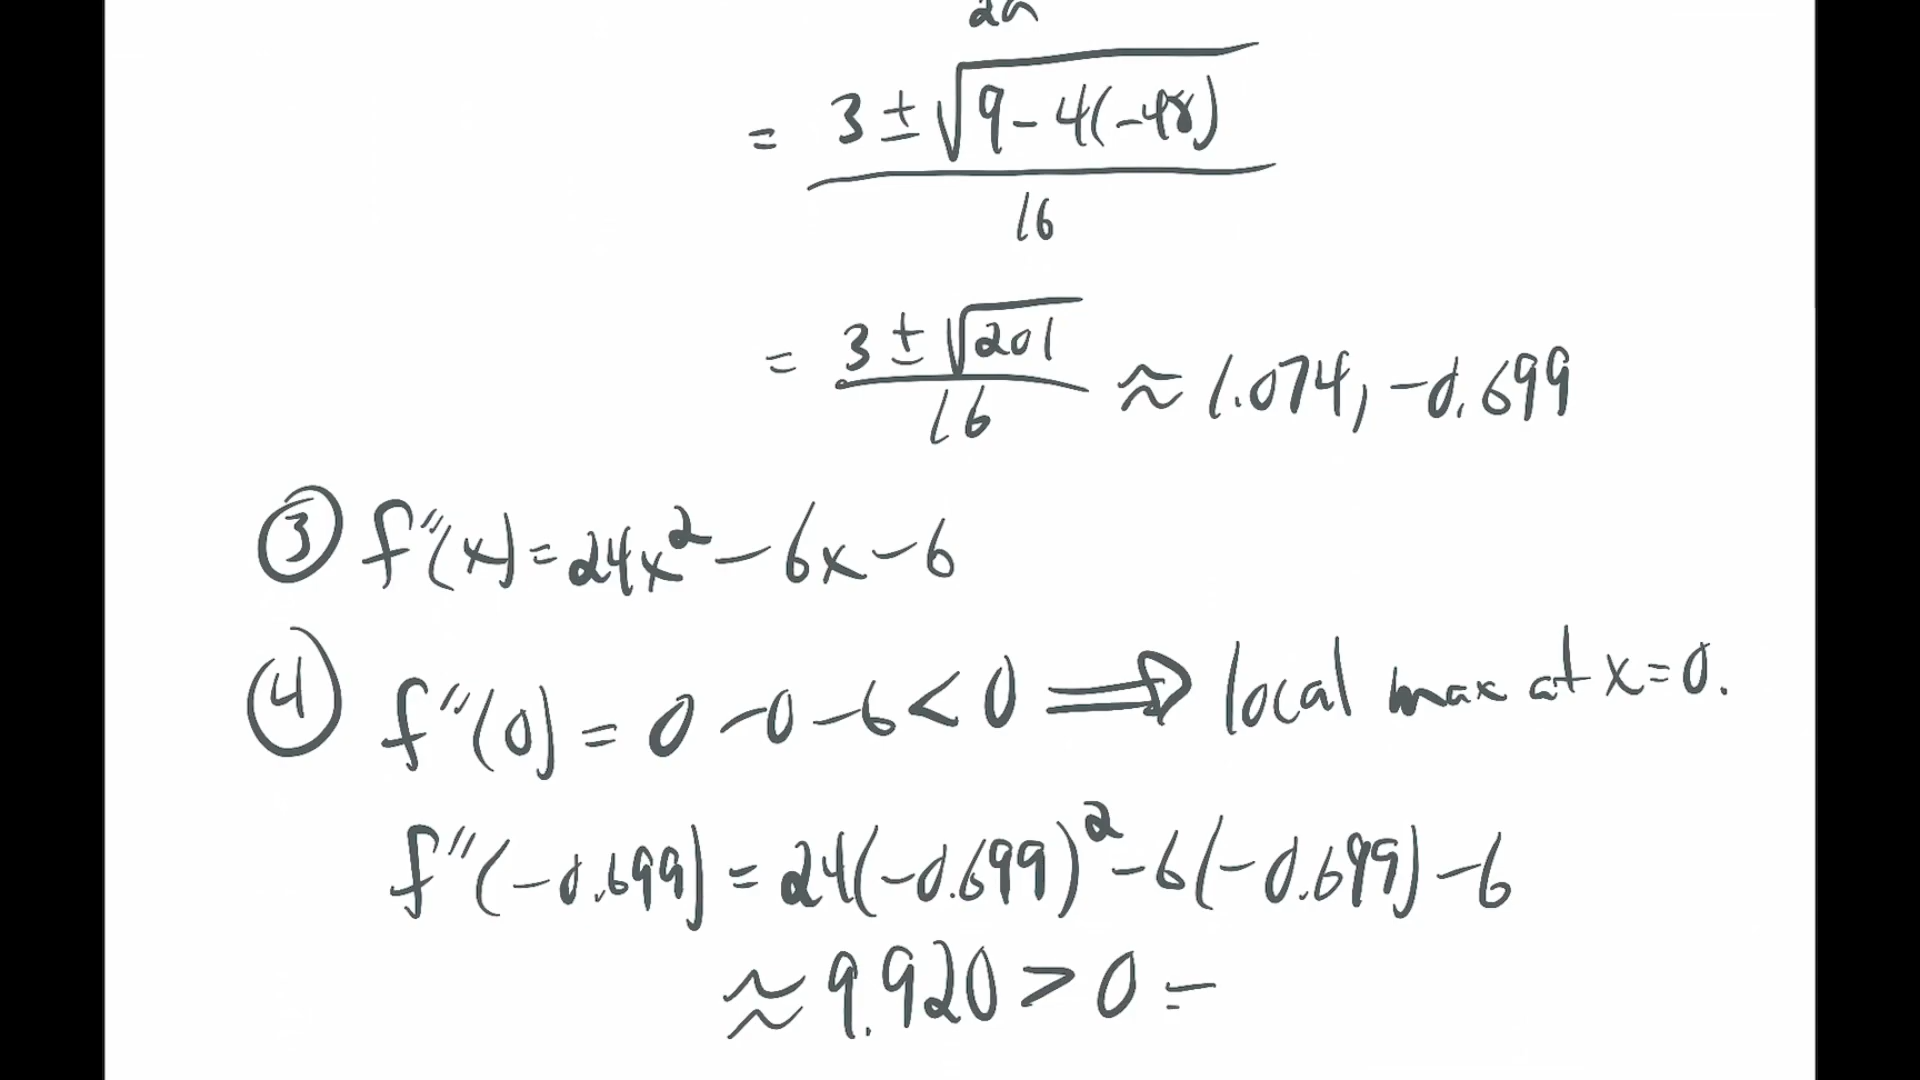 2a
= (3 ± √(9 - 4(-48))) / 16
= (3 ± √201) / 16 ≈ 1.074, -0.699
③ f''(x) = 24x² - 6x - 6
④ f''(0) = 0 - 0 - 6 < 0 ⟹ local max at x = 0.
f''(-0.699) = 24(-0.699)² - 6(-0.699) - 6
≈ 9.920 > 0 =